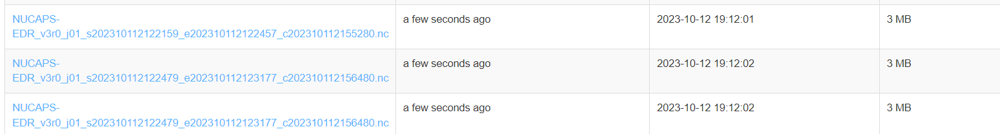 NUCAPS-
EDR_v3r0_j01_s202310112122159_e202310112122457_c202310112155280.nc a few seconds ago 2023-10-12 19:12:01 3 MB
NUCAPS-
EDR_v3r0_j01_s202310112122479_e202310112123177_c202310112156480.nc a few seconds ago 2023-10-12 19:12:02 3 MB
NUCAPS-
EDR_v3r0_j01_s202310112122479_e202310112123177_c202310112156480.nc a few seconds ago 2023-10-12 19:12:02 3 MB